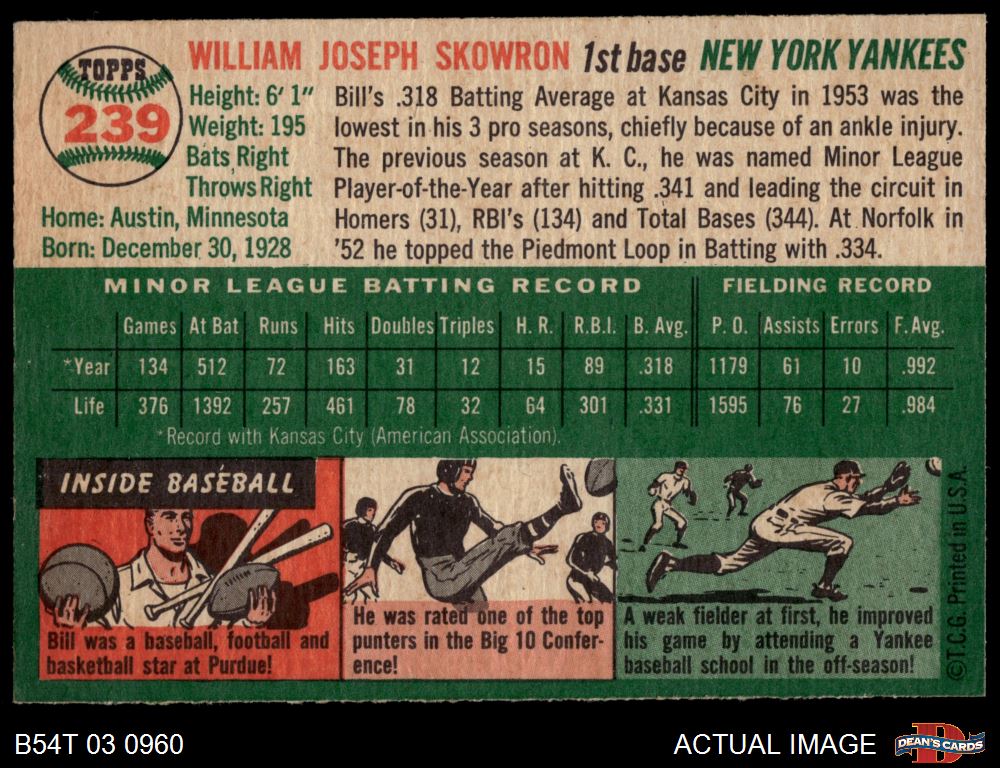 TOPPS
239
WILLIAM JOSEPH SKOWRON 1st base NEW YORK YANKEES
Height: 6' 1"
Weight: 195
Bats Right
Throws Right
Home: Austin, Minnesota
Born: December 30, 1928
Bill's .318 Batting Average at Kansas City in 1953 was the
lowest in his 3 pro seasons, chiefly because of an ankle injury.
The previous season at K. C., he was named Minor League
Player-of-the-Year after hitting .341 and leading the circuit in
Homers (31), RBI's (134) and Total Bases (344). At Norfolk in
'52 he topped the Piedmont Loop in Batting with .334.
MINOR LEAGUE BATTING RECORD FIELDING RECORD
Games At Bat Runs Hits Doubles Triples H. R. R.B.I. B. Avg. P. O. Assists Errors F. Avg.
*Year 134 512 72 163 31 12 15 89 .318 1179 61 10 .992
Life 376 1392 257 461 78 32 64 301 .331 1595 76 27 .984
*Record with Kansas City (American Association).
INSIDE BASEBALL
Bill was a baseball, football and
basketball star at Purdue!
He was rated one of the top
punters in the Big 10 Confer-
ence!
A weak fielder at first, he improved
his game by attending a Yankee
baseball school in the off-season!
©T.C.G. Printed in U.S.A.
B54T 03 0960
ACTUAL IMAGE
D
DEAN'S CARDS